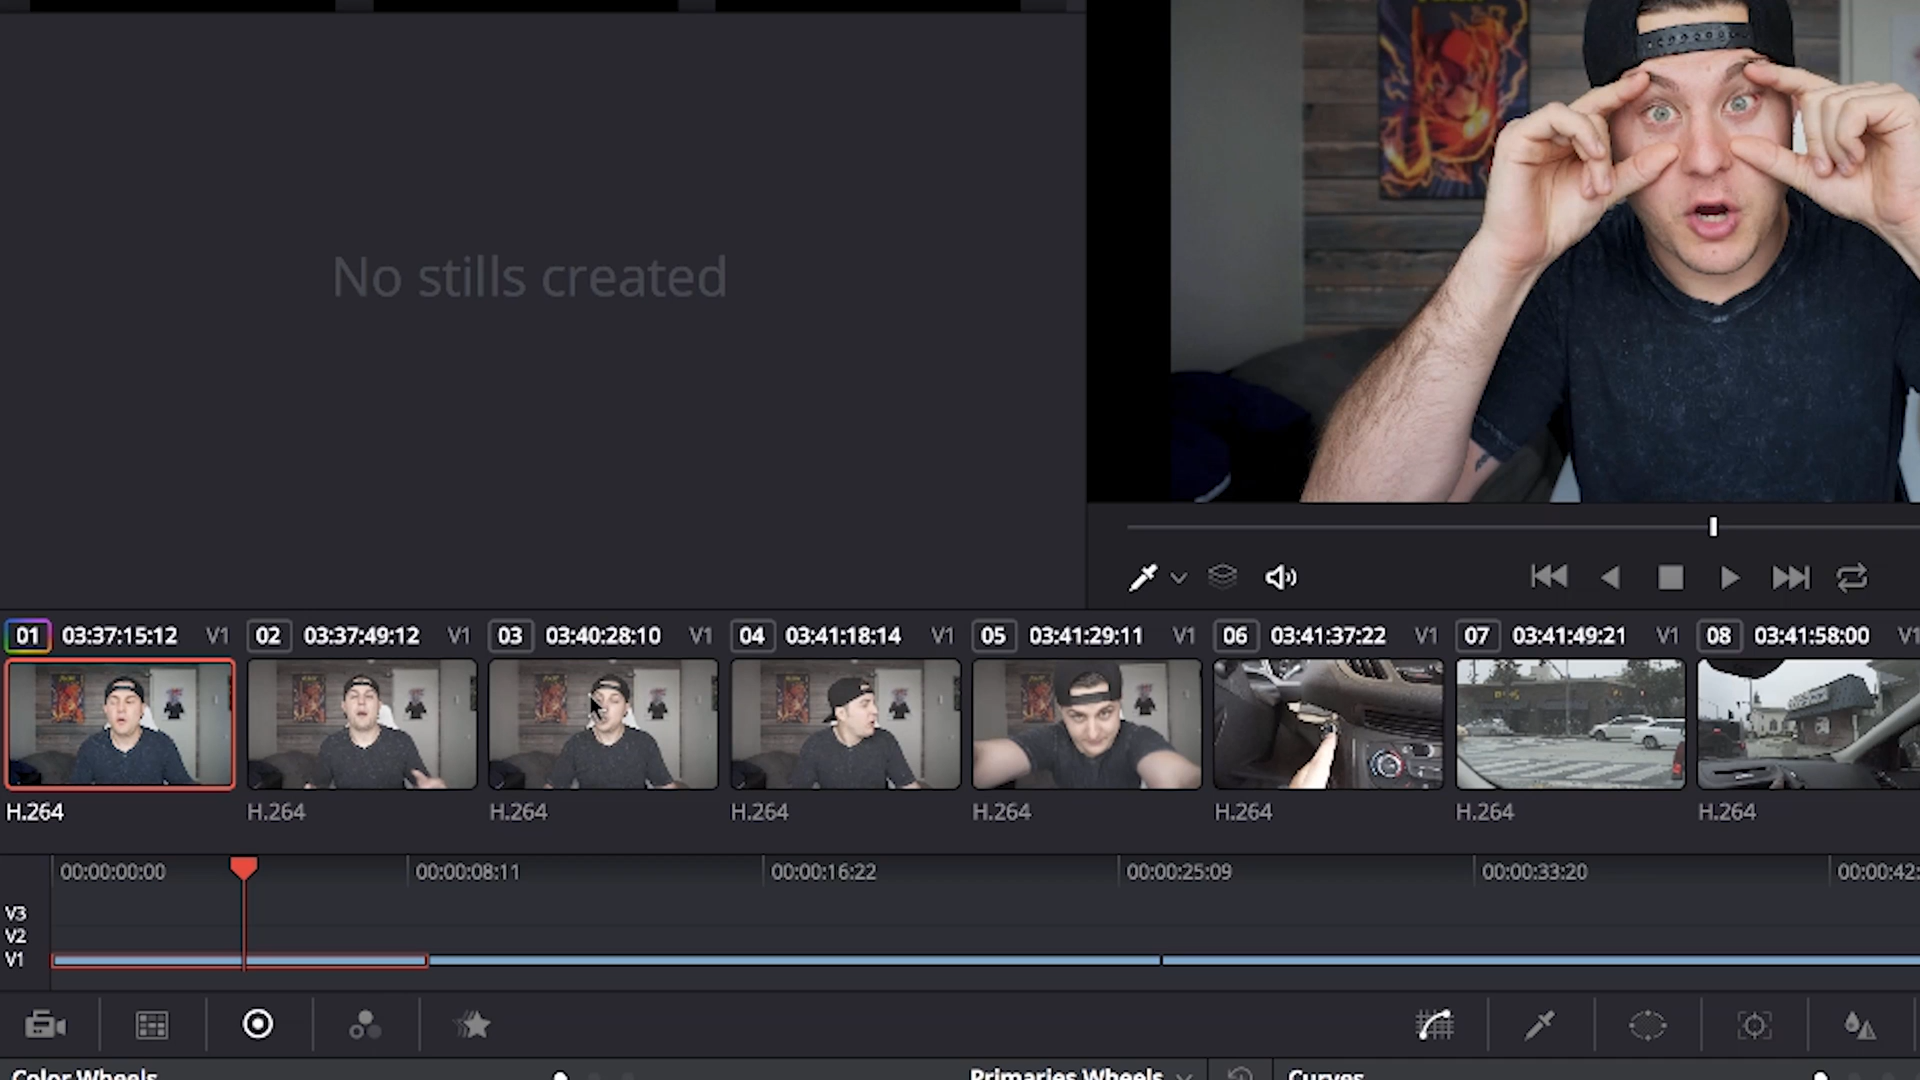 No stills created
01 03:37:15:12 V1 02 03:37:49:12 V1 03 03:40:28:10 V1 04 03:41:18:14 V1 05 03:41:29:11 V1 06 03:41:37:22 V1 07 03:41:49:21 V1 08 03:41:58:00 V1
H.264 H.264 H.264 H.264 H.264 H.264 H.264 H.264
00:00:00:00 00:00:08:11 00:00:16:22 00:00:25:09 00:00:33:20 00:00:42:
V3
V2
V1
Color Wheels Primaries Wheels Curves